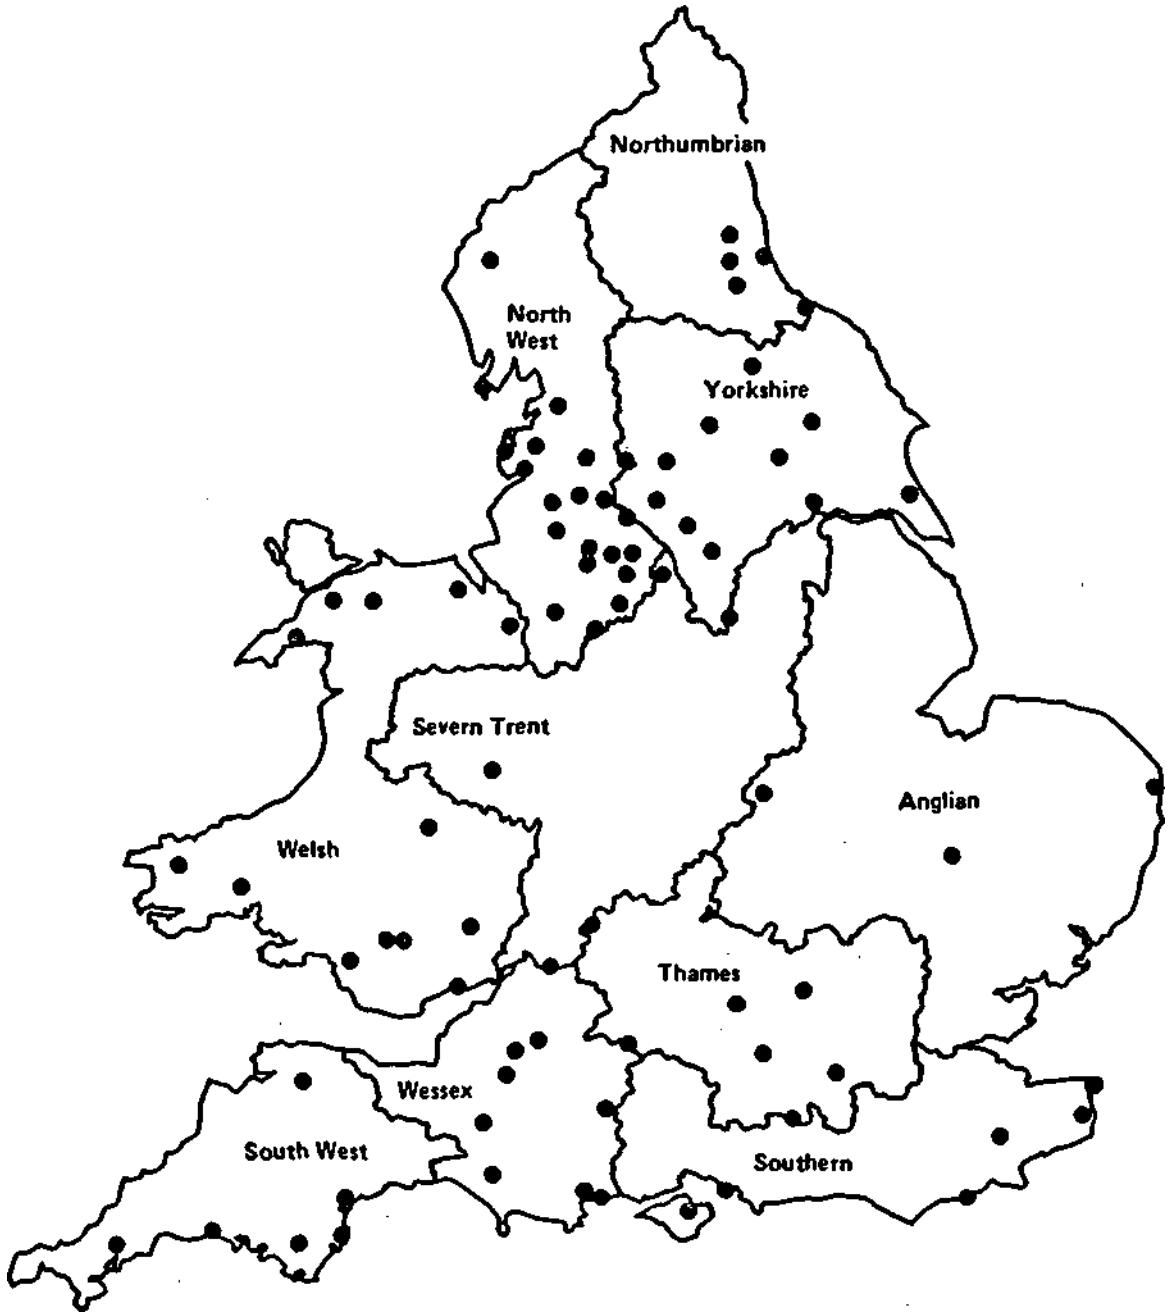 Northumbrian
North
West
Yorkshire
Severn Trent
Anglian
Welsh
Thames
Wessex
South West
Southern